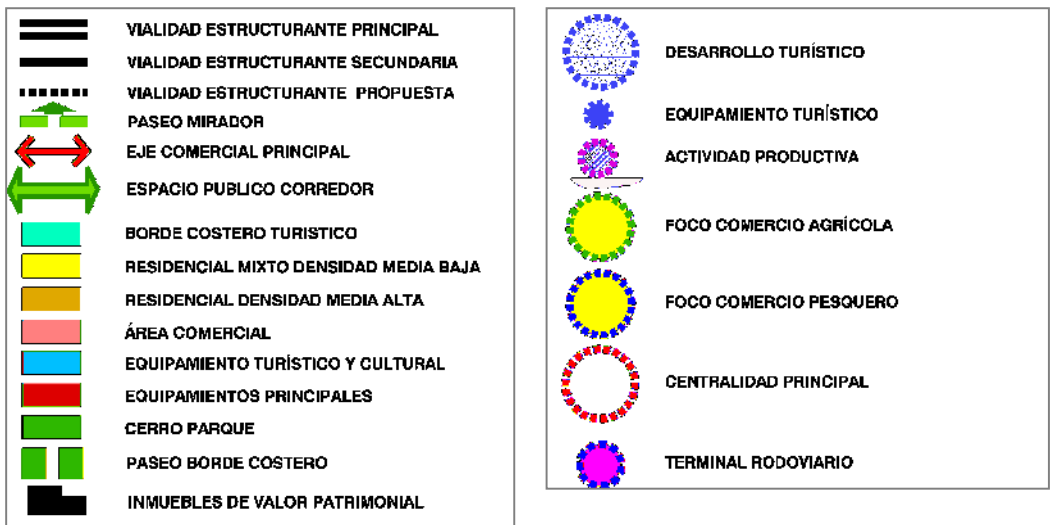 VIALIDAD ESTRUCTURANTE PRINCIPAL
VIALIDAD ESTRUCTURANTE SECUNDARIA
VIALIDAD ESTRUCTURANTE PROPUESTA
PASEO MIRADOR
EJE COMERCIAL PRINCIPAL
ESPACIO PUBLICO CORREDOR
BORDE COSTERO TURISTICO
RESIDENCIAL MIXTO DENSIDAD MEDIA BAJA
RESIDENCIAL DENSIDAD MEDIA ALTA
ÁREA COMERCIAL
EQUIPAMIENTO TURÍSTICO Y CULTURAL
EQUIPAMIENTOS PRINCIPALES
CERRO PARQUE
PASEO BORDE COSTERO
INMUEBLES DE VALOR PATRIMONIAL
DESARROLLO TURÍSTICO
EQUIPAMIENTO TURÍSTICO
ACTIVIDAD PRODUCTIVA
FOCO COMERCIO AGRÍCOLA
FOCO COMERCIO PESQUERO
CENTRALIDAD PRINCIPAL
TERMINAL RODOVIARIO